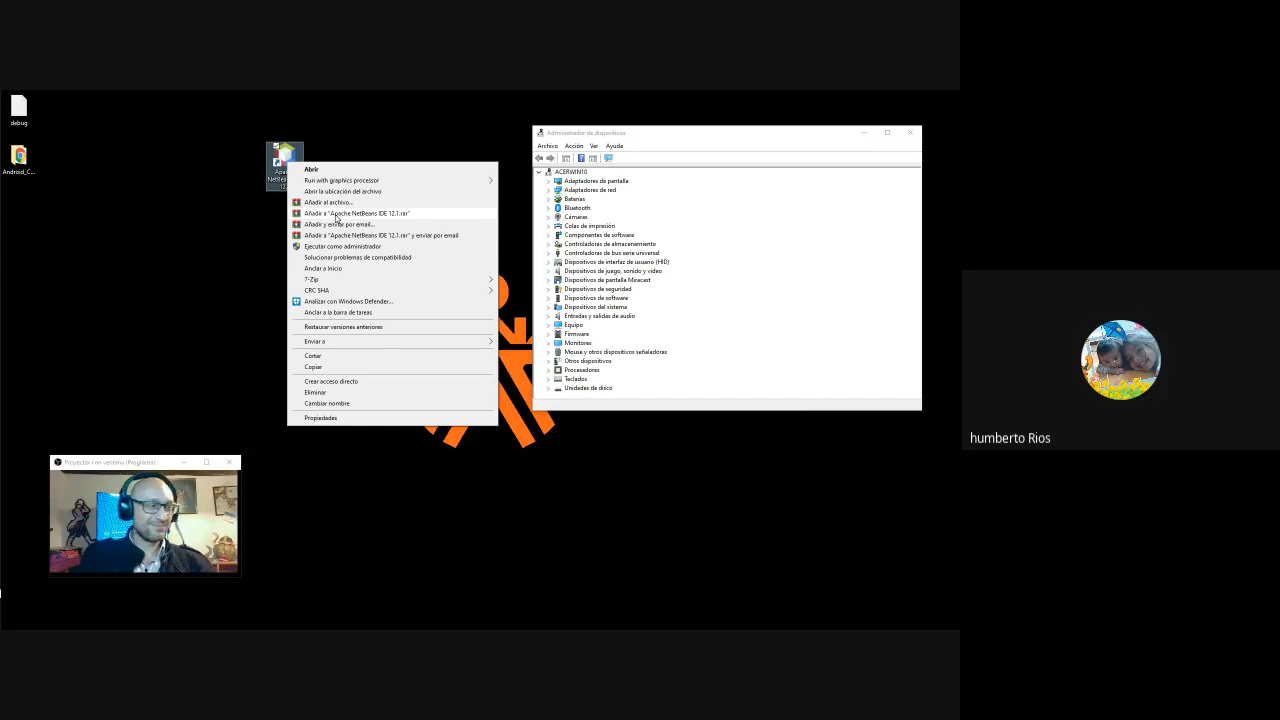 debug
Android_C...
Apac
NetBeans
12.
Abrir
Run with graphics processor
Abrir la ubicación del archivo
Añadir al archivo...
Añadir a "Apache NetBeans IDE 12.1.rar"
Añadir y enviar por email...
Añadir a "Apache NetBeans IDE 12.1.rar" y enviar por email
Ejecutar como administrador
Solucionar problemas de compatibilidad
Anclar a Inicio
7-Zip
CRC SHA
Analizar con Windows Defender...
Anclar a la barra de tareas
Restaurar versiones anteriores
Enviar a
Cortar
Copiar
Crear acceso directo
Eliminar
Cambiar nombre
Propiedades
Administrador de dispositivos
Archivo Acción Ver Ayuda
ACERWIN10
Adaptadores de pantalla
Adaptadores de red
Baterías
Bluetooth
Cámaras
Colas de impresión
Componentes de software
Controladoras de almacenamiento
Controladoras de bus serie universal
Dispositivos de interfaz de usuario (HID)
Dispositivos de juego, sonido y vídeo
Dispositivos de pantalla Miracast
Dispositivos de seguridad
Dispositivos de software
Dispositivos del sistema
Entradas y salidas de audio
Equipo
Firmware
Monitores
Mouse y otros dispositivos señaladores
Otros dispositivos
Procesadores
Teclados
Unidades de disco
Proyector con ventana (Programa)
humberto Rios